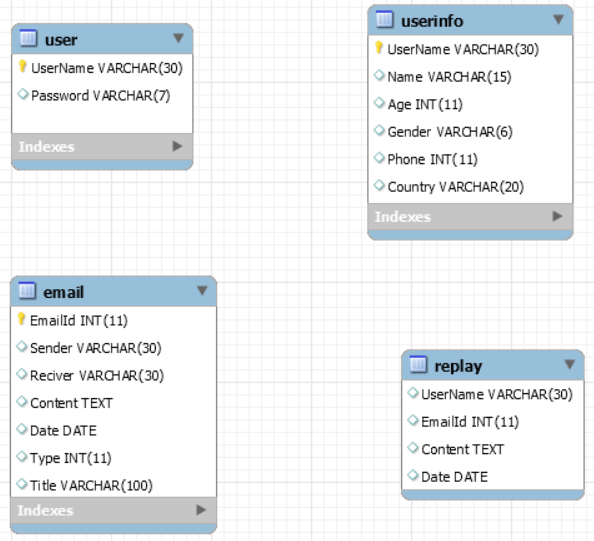 user
UserName VARCHAR(30)
Password VARCHAR(7)
Indexes
userinfo
UserName VARCHAR(30)
Name VARCHAR(15)
Age INT(11)
Gender VARCHAR(6)
Phone INT(11)
Country VARCHAR(20)
Indexes
email
EmailId INT(11)
Sender VARCHAR(30)
Reciver VARCHAR(30)
Content TEXT
Date DATE
Type INT(11)
Title VARCHAR(100)
Indexes
replay
UserName VARCHAR(30)
EmailId INT(11)
Content TEXT
Date DATE